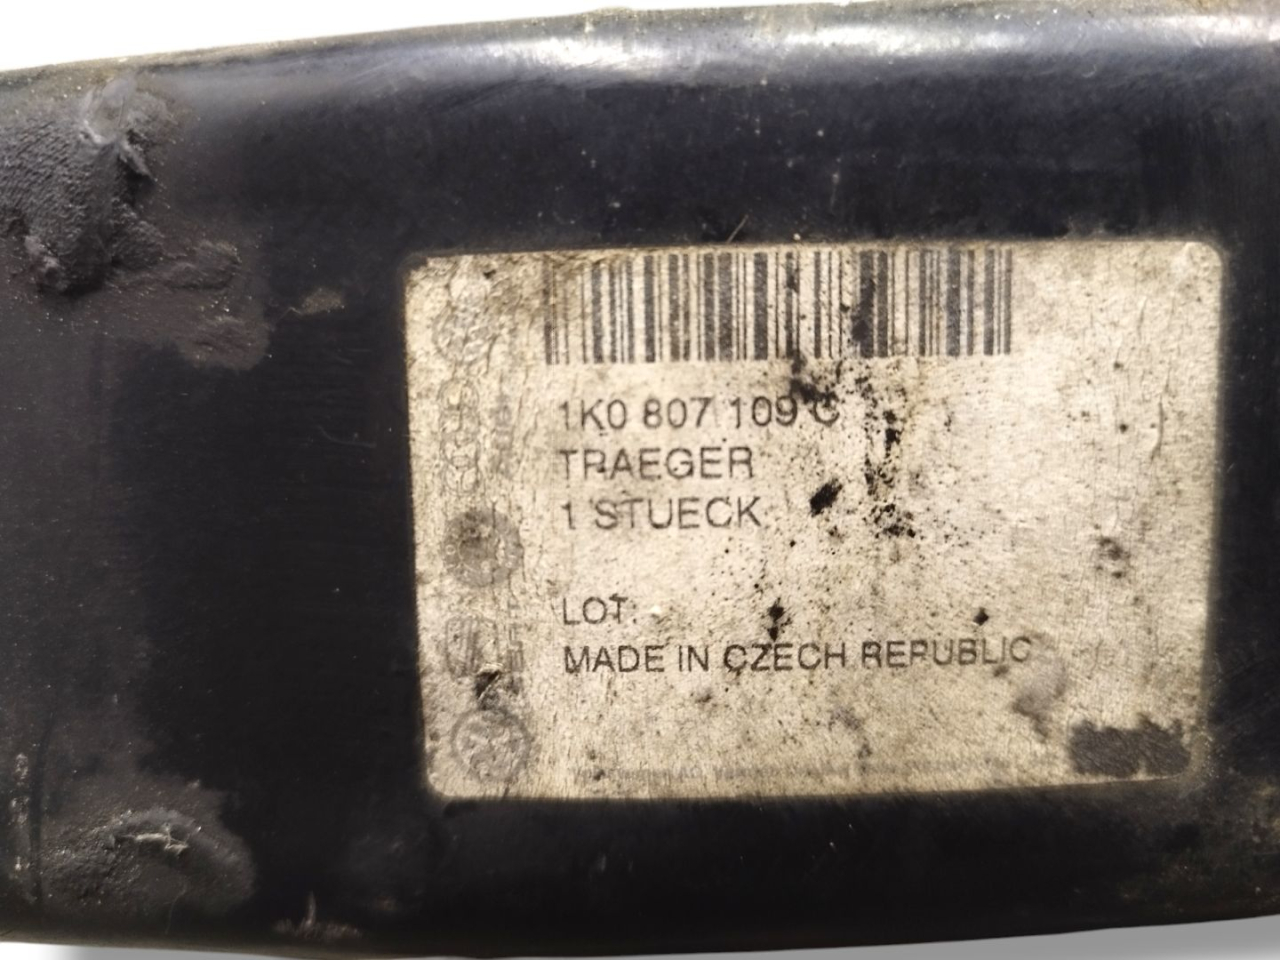 1K0 807 109 C
TRAEGER
1 STUECK
LOT:
MADE IN CZECH REPUBLIC